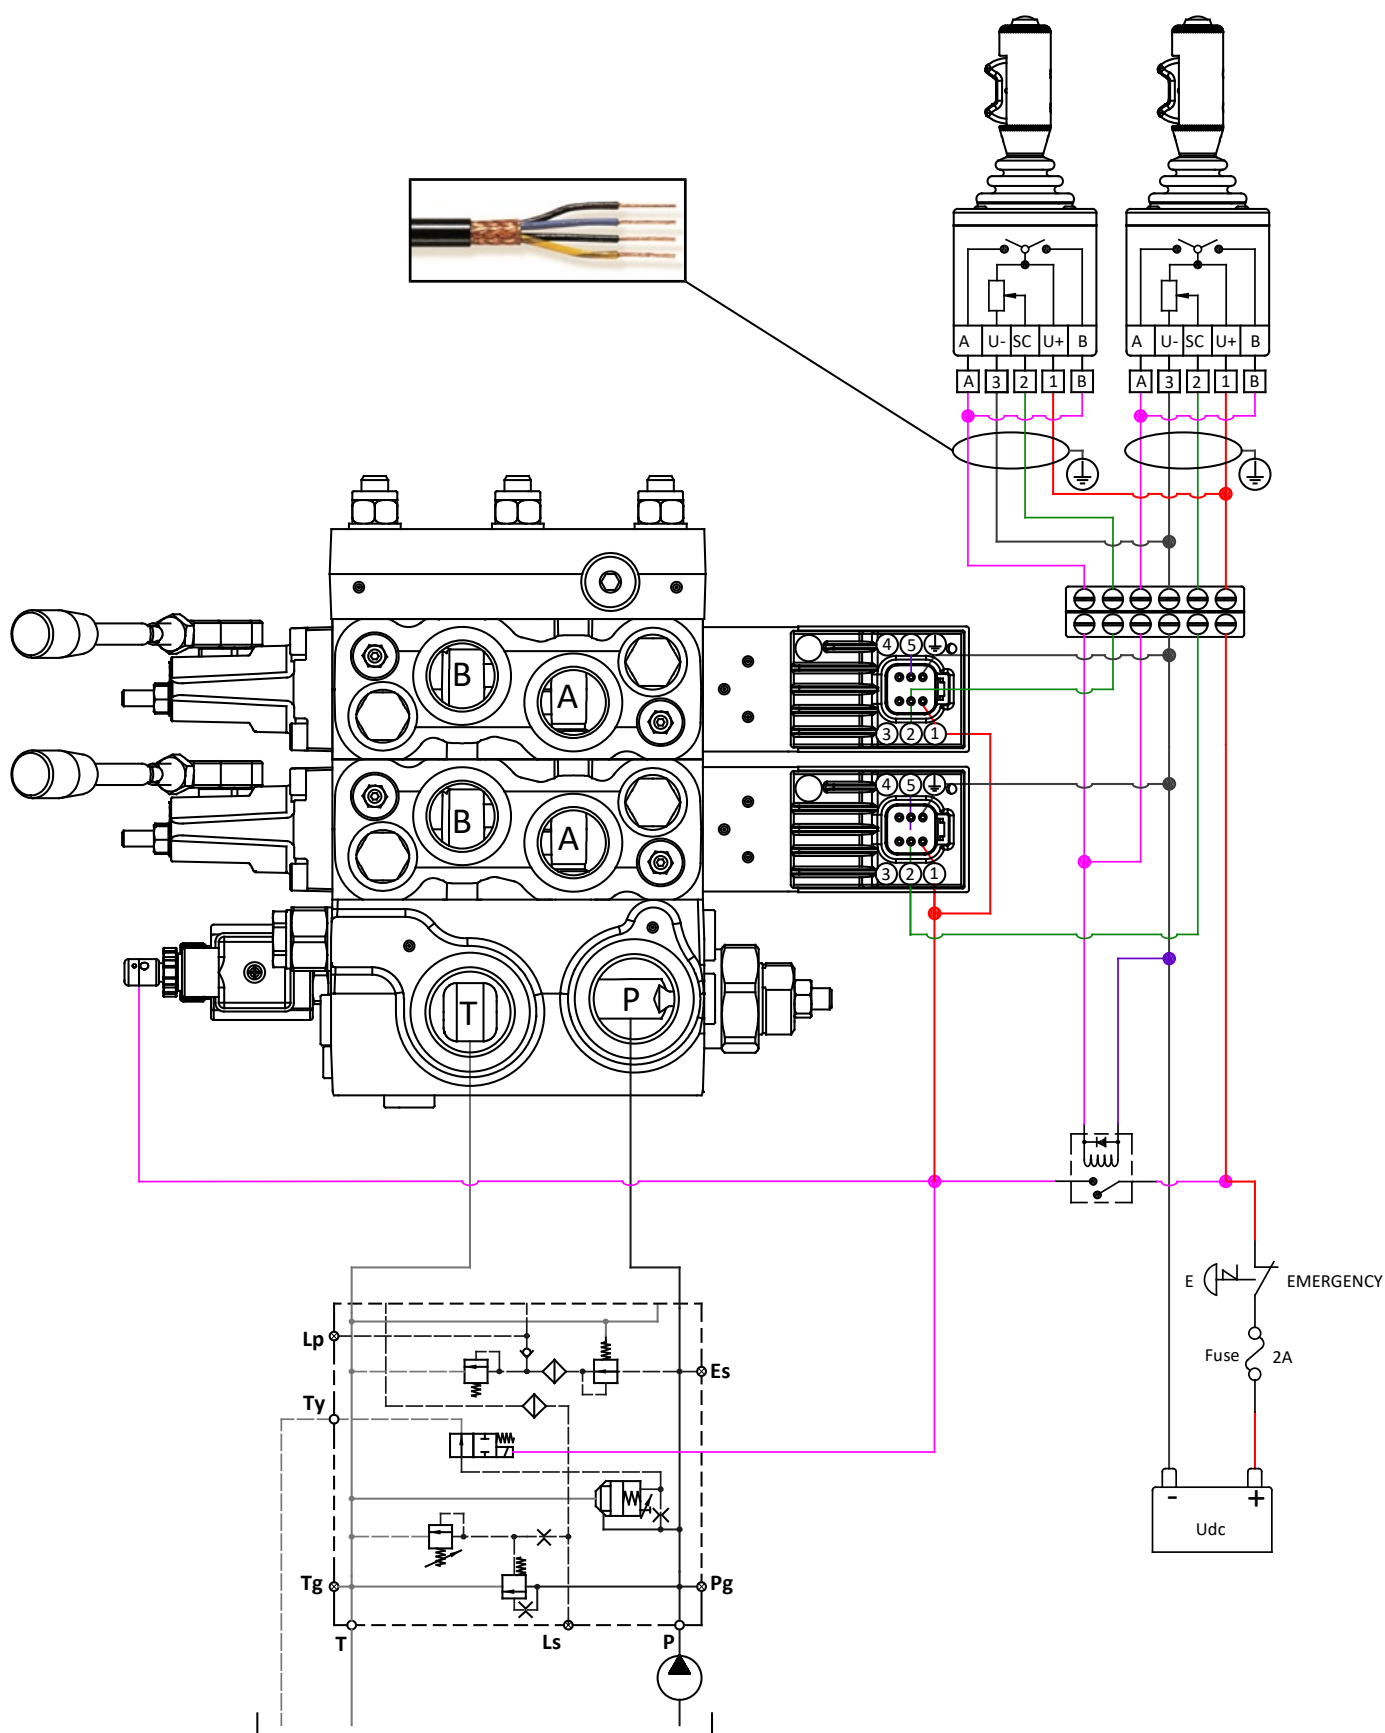 A U- SC U+ B
A U- SC U+ B
A 3 2 1 B
A 3 2 1 B
4 5
B
A
3 2 1
4 5
B
A
3 2 1
T
P
E EMERGENCY
Fuse 2A
Lp
Es
Ty
- +
Udc
Tg
Pg
T
Ls
P